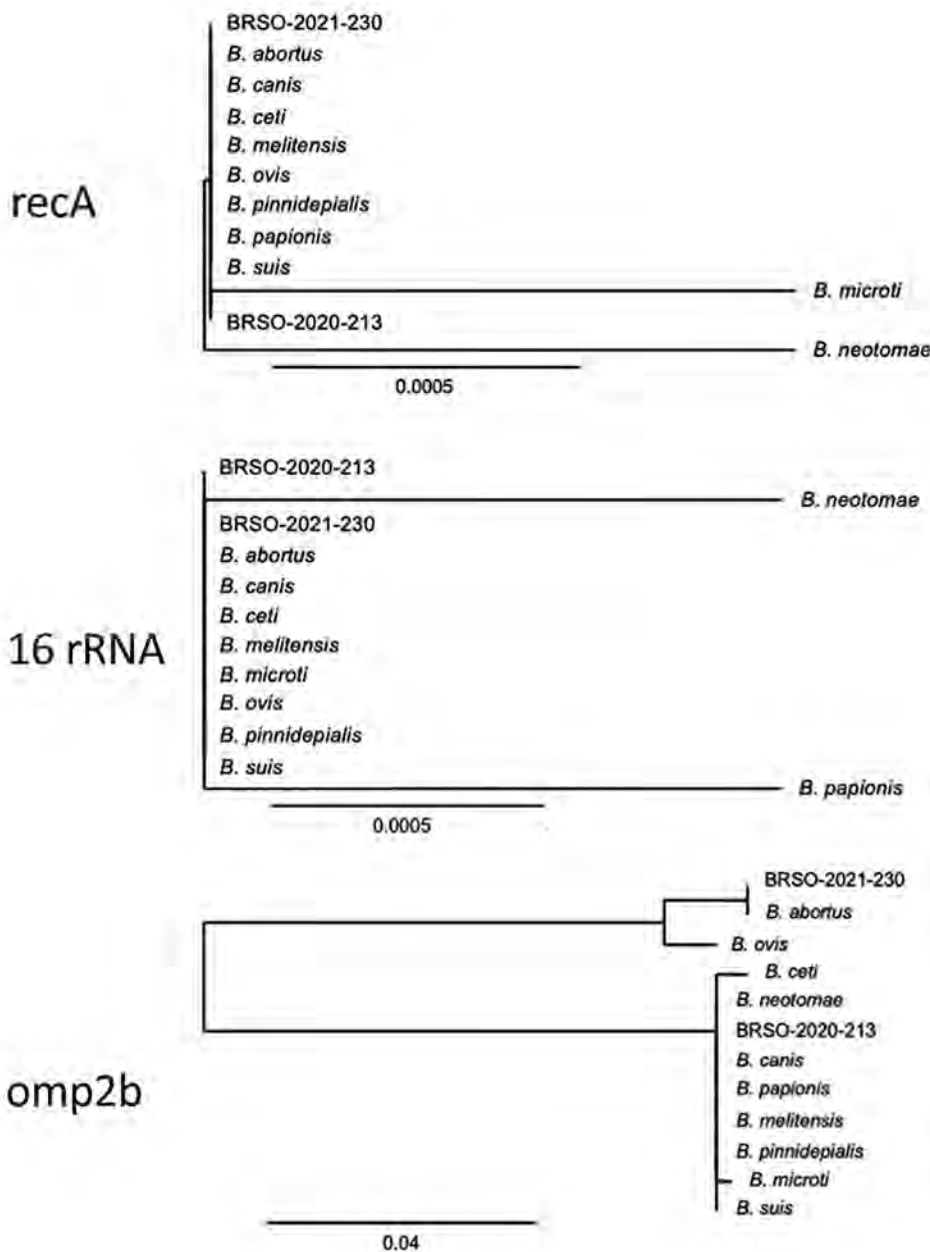 BRSO-2021-230
B. abortus
B. canis
B. ceti
B. melitensis
B. ovis
recA
B. pinnidepialis
B. papionis
B. suis
B. microti
BRSO-2020-213
B. neotomae
0.0005
BRSO-2020-213
B. neotomae
BRSO-2021-230
B. abortus
B. canis
B. ceti
16 rRNA
B. melitensis
B. microti
B. ovis
B. pinnidepialis
B. suis
B. papionis
0.0005
BRSO-2021-230
B. abortus
B. ovis
B. ceti
B. neotomae
BRSO-2020-213
B. canis
omp2b
B. papionis
B. melitensis
B. pinnidepialis
B. microti
B. suis
0.04